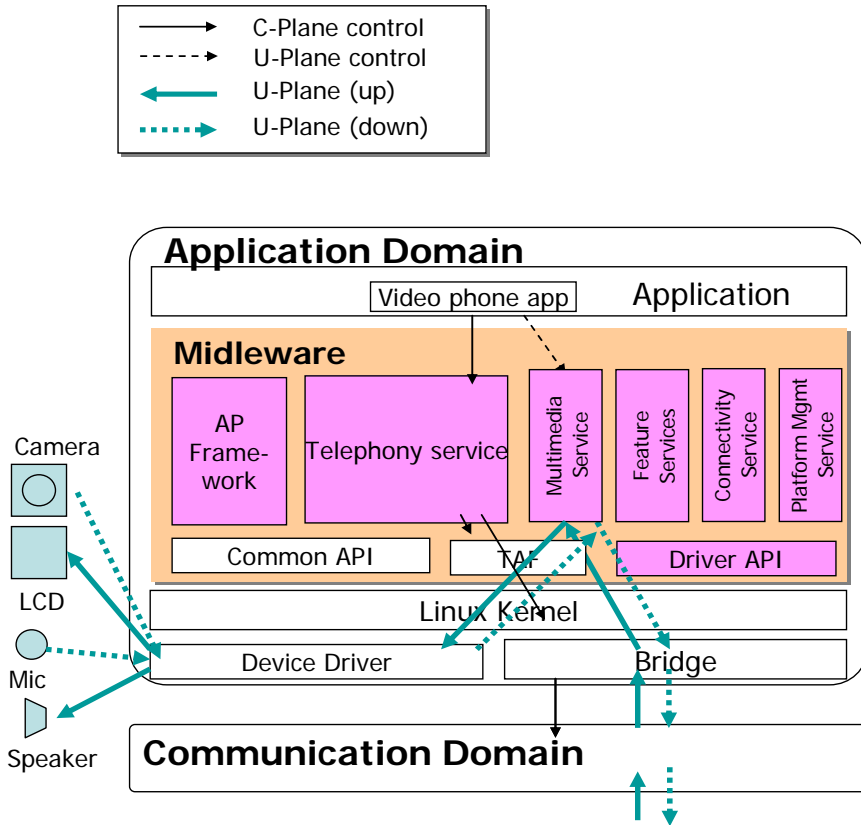 C-Plane control
U-Plane control
U-Plane (up)
U-Plane (down)
Application Domain
Video phone app
Application
Midleware
AP
Frame-
work
Telephony service
Multimedia
Service
Feature
Services
Connectivity
Service
Platform Mgmt
Service
Camera
LCD
Mic
Speaker
Common API
TAF
Driver API
Linux Kernel
Device Driver
Bridge
Communication Domain